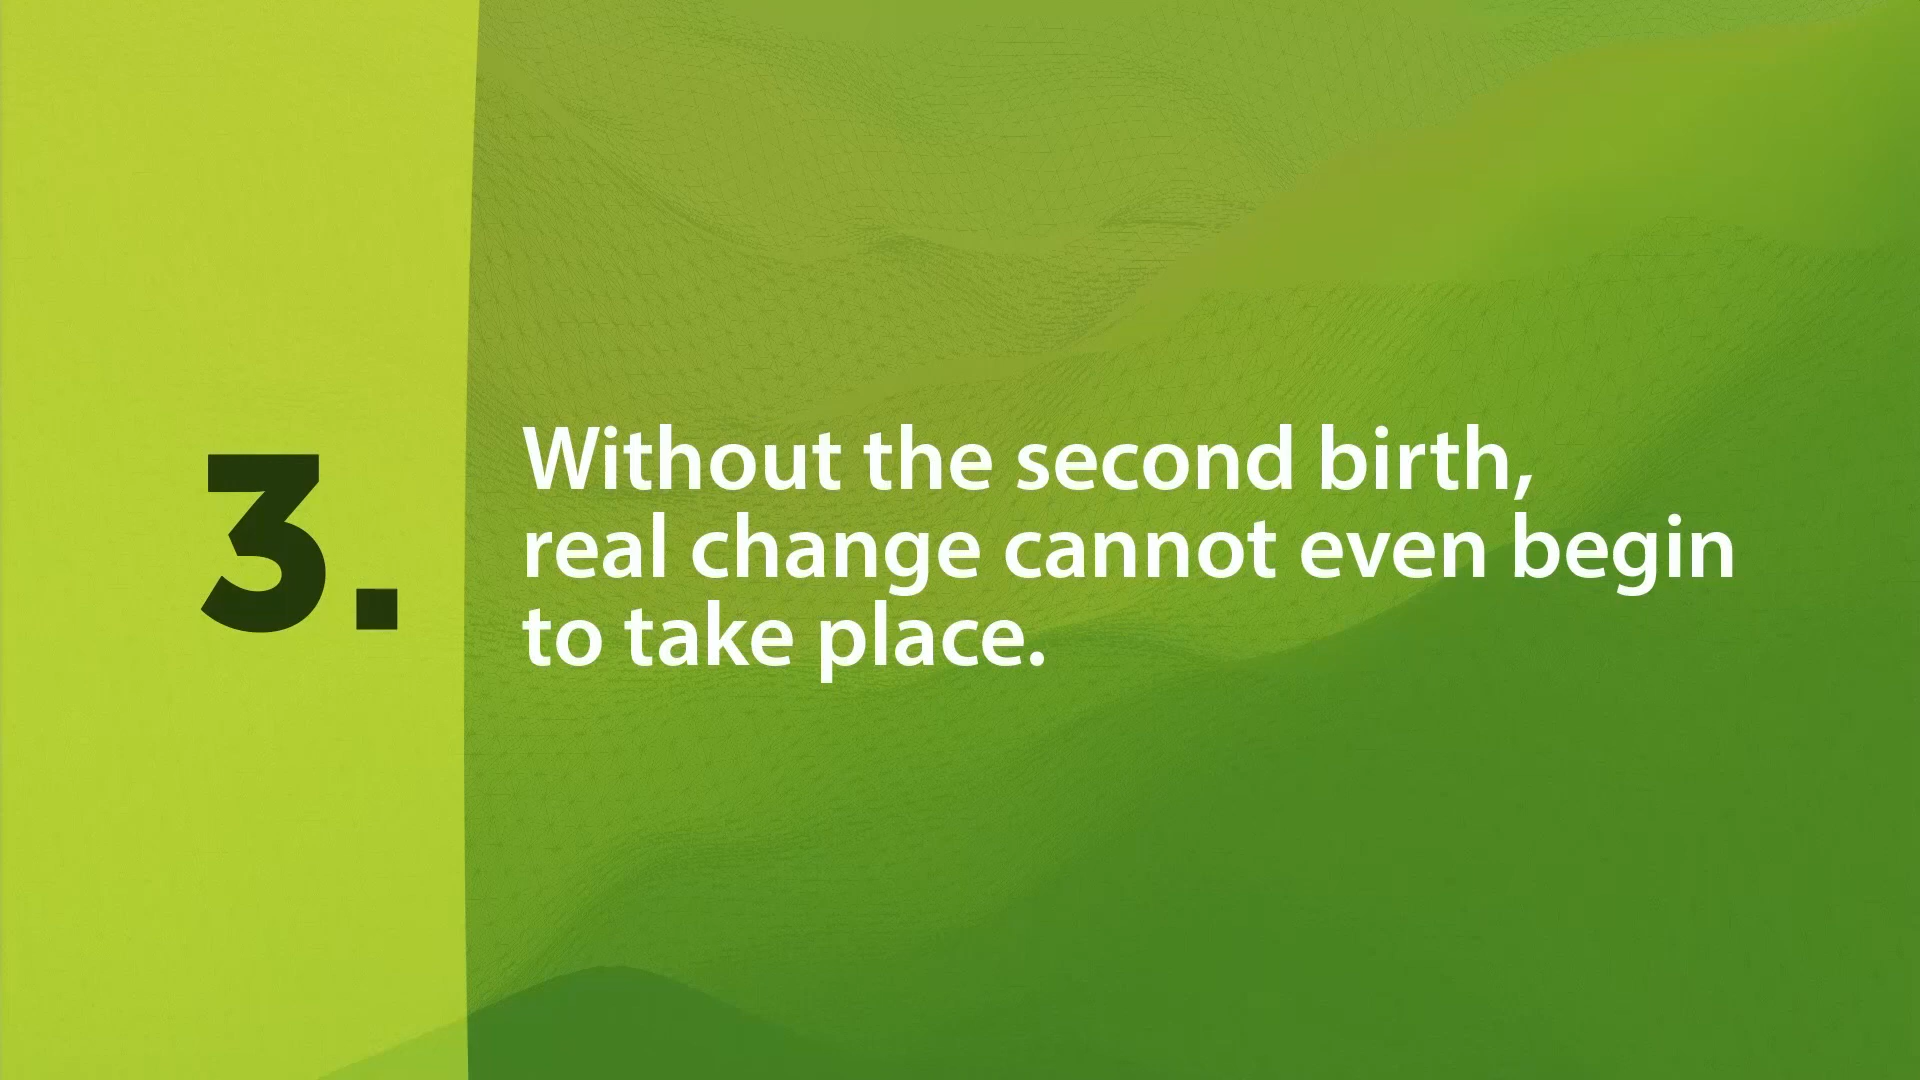 3.
Without the second birth,
real change cannot even begin
to take place.